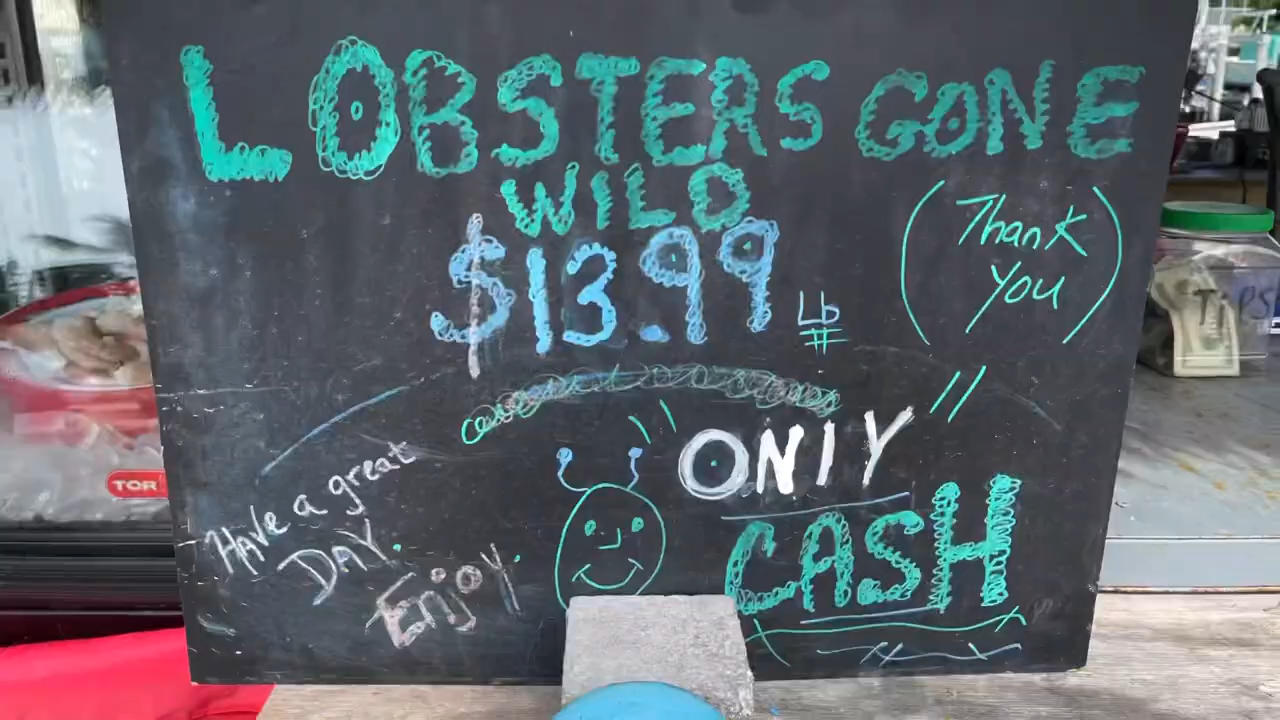 LOBSTERS GONE
WILD
$13.99 Lb
(Thank
You)
ONLY
CASH
Have a great
DAY.
Enjoy.
TOR
TIPS